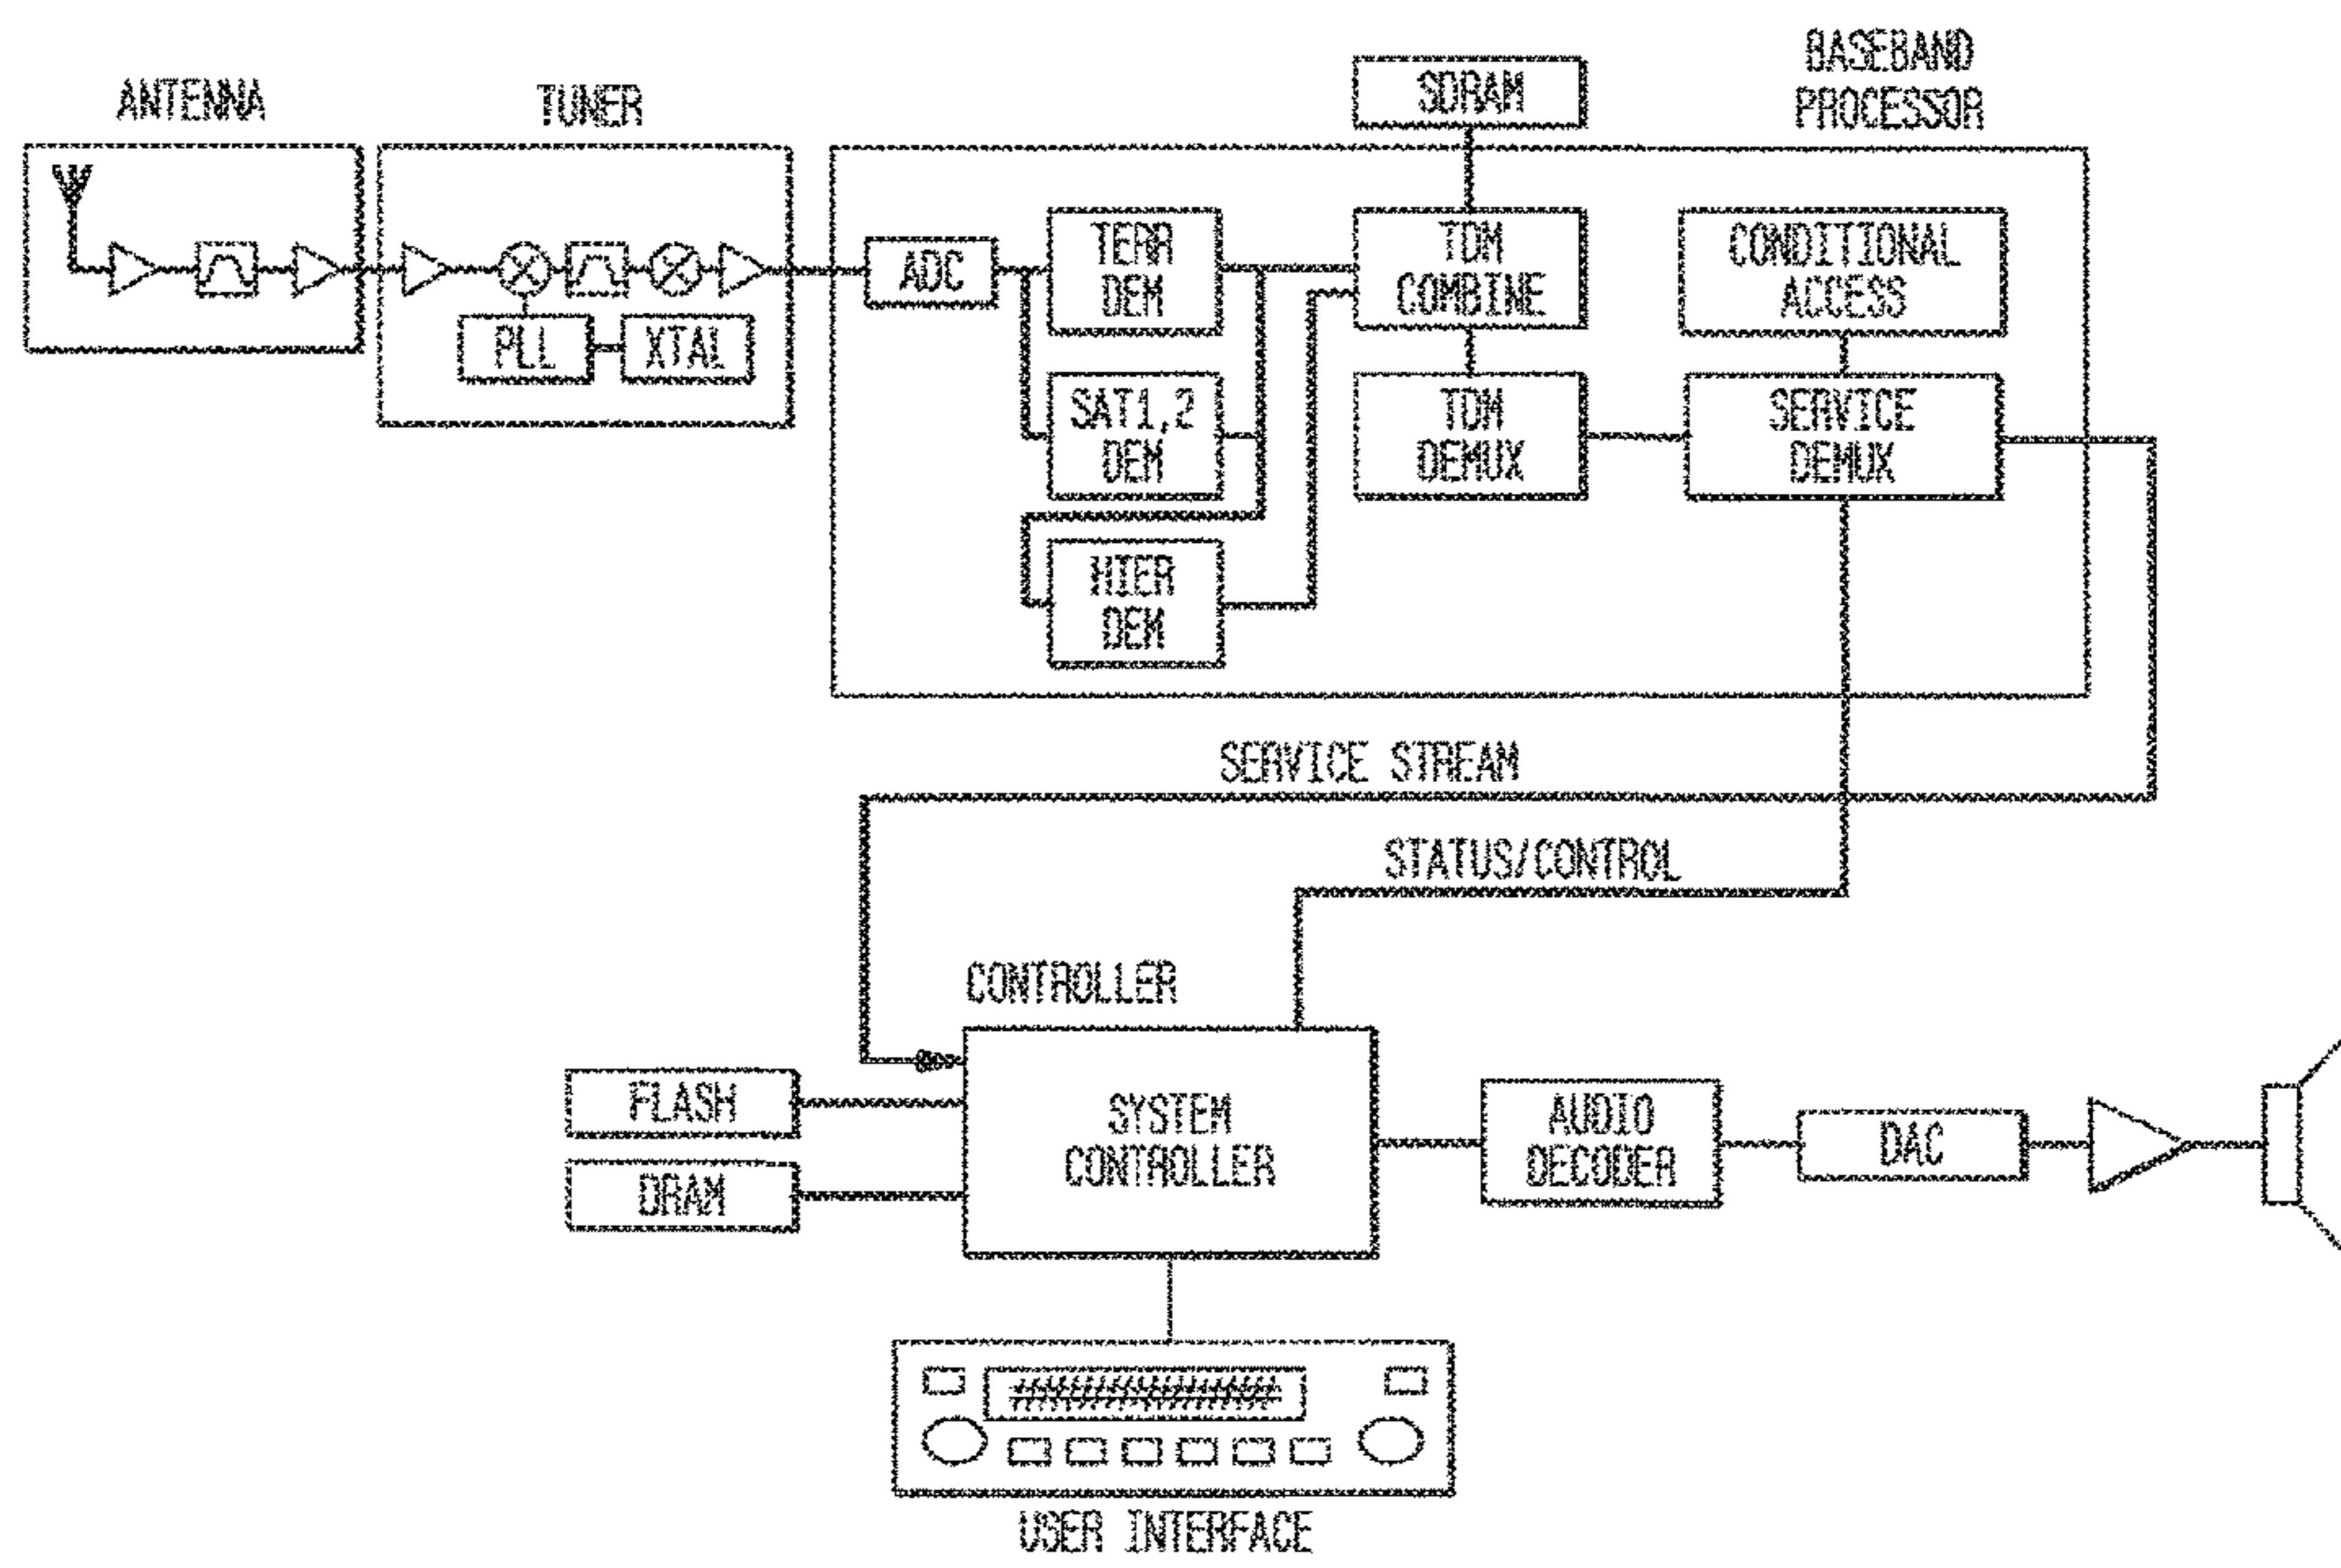 ANTENNA
TUNER
SDRAM
BASEBAND
PROCESSOR
ADC
TERR
DEM
TDM
COMBINE
CONDITIONAL
ACCESS
PLL
XTAL
SAT1,2
DEM
TDM
DEMUX
SERVICE
DEMUX
HIER
DEM
SERVICE STREAM
STATUS/CONTROL
CONTROLLER
FLASH
DRAM
SYSTEM
CONTROLLER
AUDIO
DECODER
DAC
USER INTERFACE